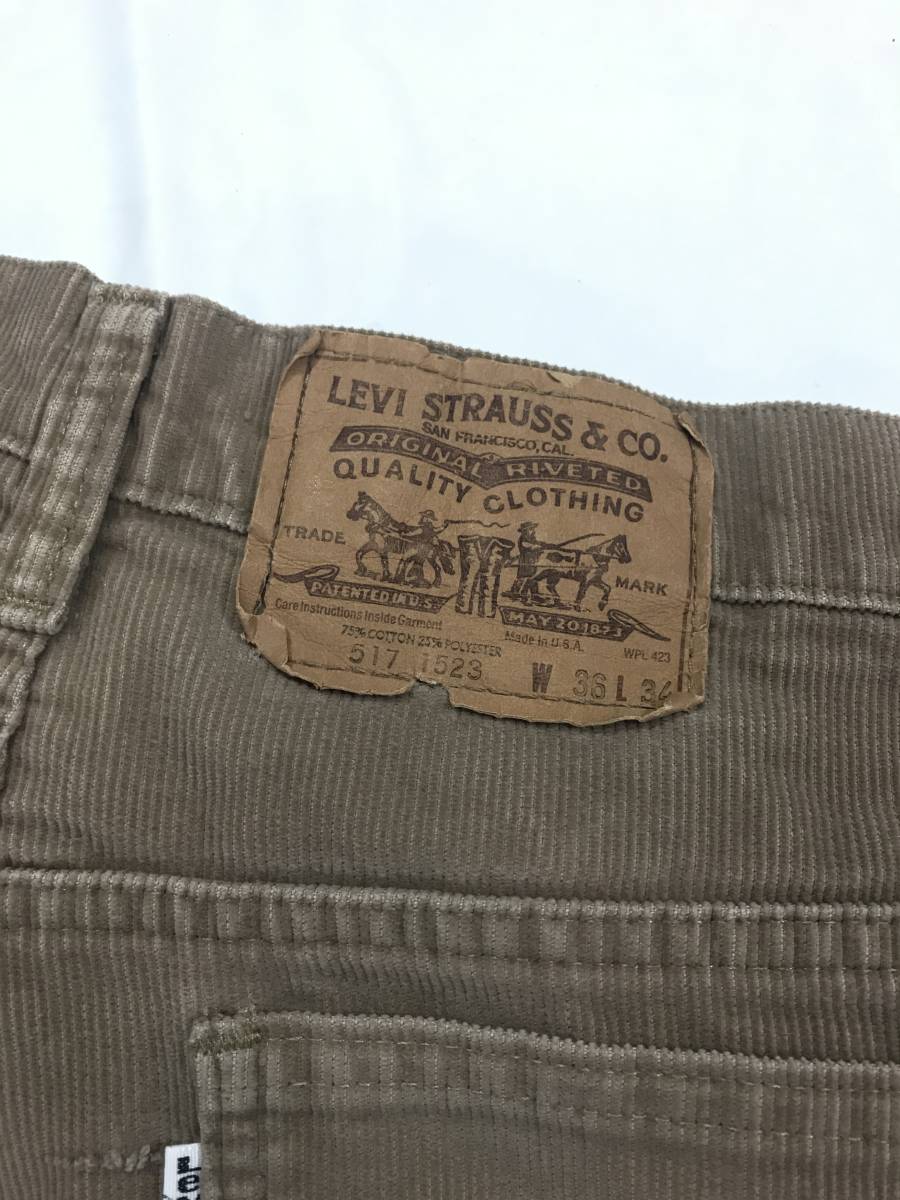 LEVI STRAUSS & CO.
SAN FRANCISCO, CAL.
ORIGINAL RIVETED
QUALITY CLOTHING
TRADE MARK
PATENTED IN U.S. MAY 20 1873
Care Instructions Inside Garment Made in U.S.A. WPL 423
75% COTTON 25% POLYESTER
517 1523 W 36 L 34